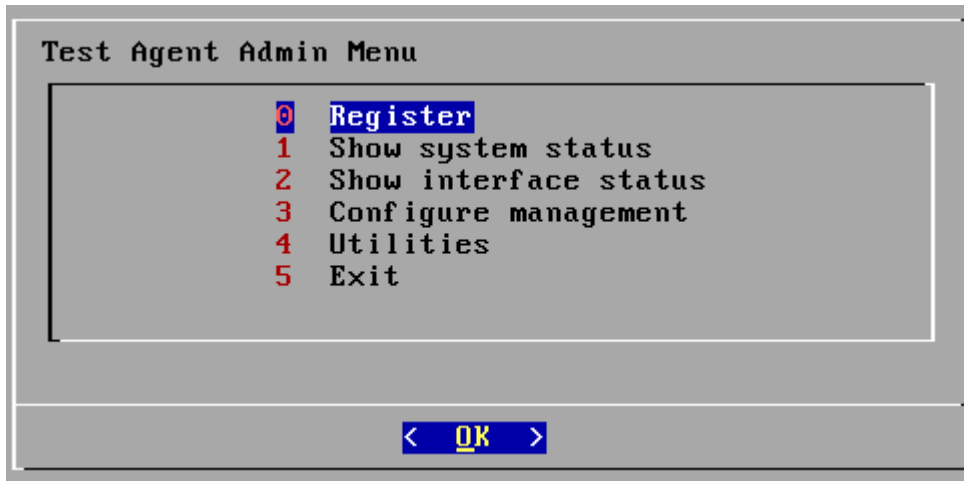 Test Agent Admin Menu
0 Register
1 Show system status
2 Show interface status
3 Configure management
4 Utilities
5 Exit
< OK >